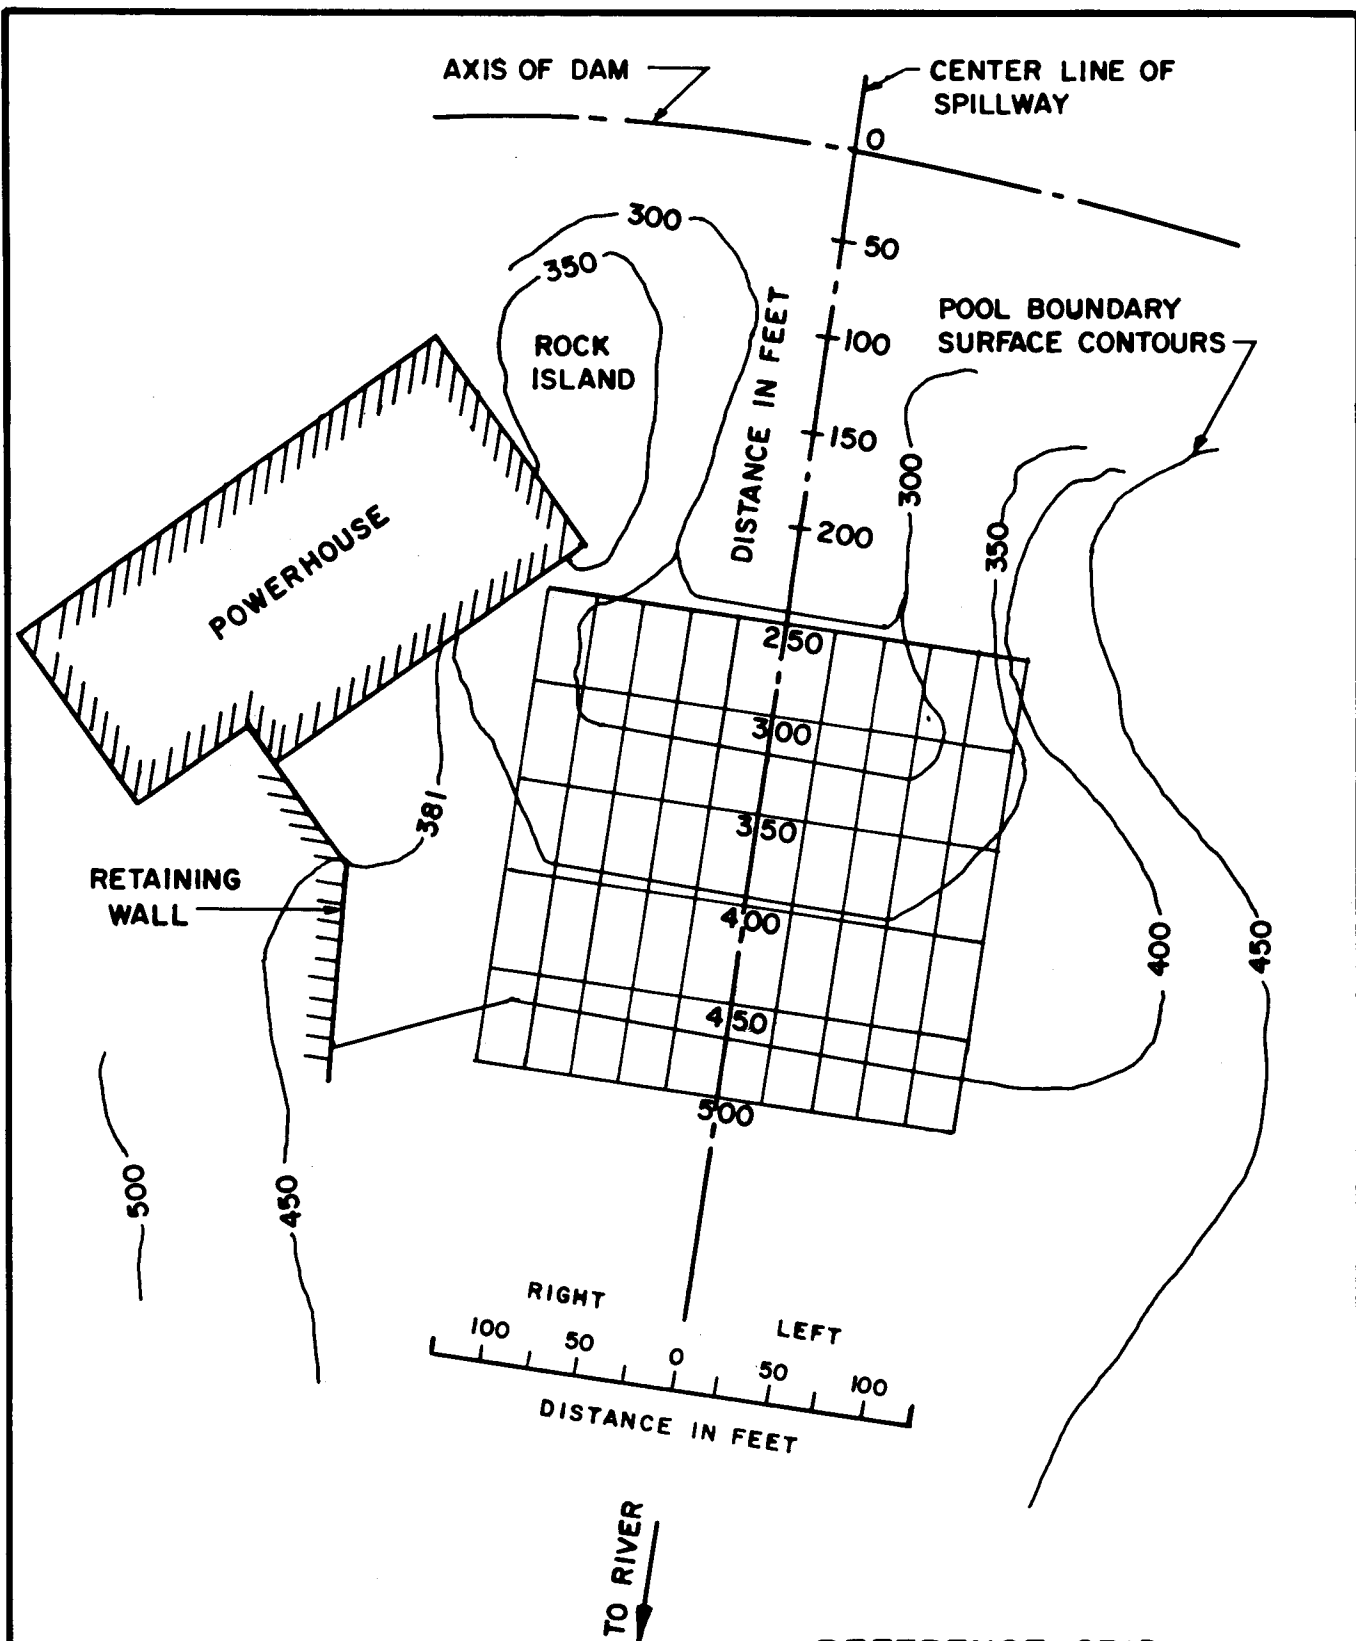 AXIS OF DAM
CENTER LINE OF
SPILLWAY
0
300
50
350
POOL BOUNDARY
SURFACE CONTOURS
DISTANCE IN FEET
100
ROCK
ISLAND
150
300
200
350
POWERHOUSE
250
300
381
350
RETAINING
WALL
400
400
450
450
500
500
450
RIGHT
LEFT
100
50
0
50
100
DISTANCE IN FEET
TO RIVER